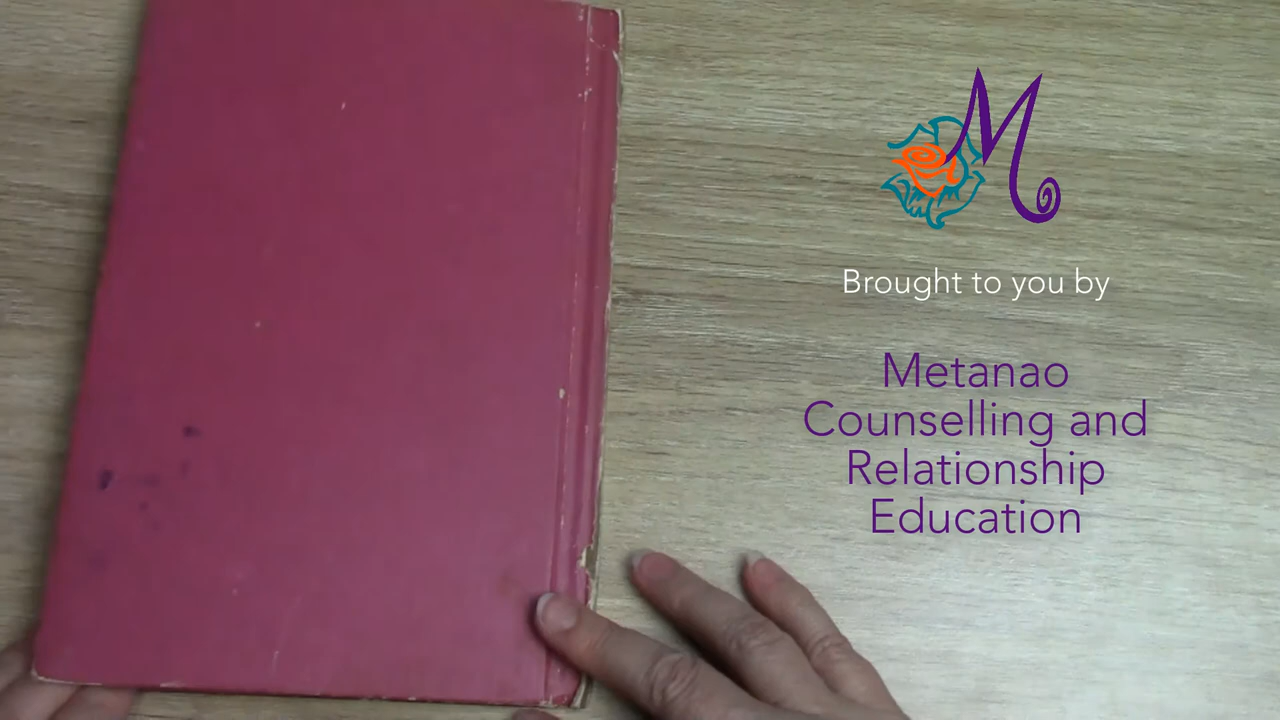 M
Brought to you by
Metanao
Counselling and
Relationship
Education